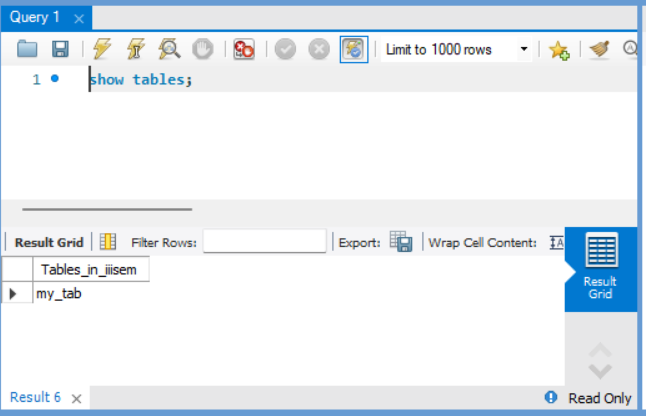 Query 1
Limit to 1000 rows
1 show tables;
Result Grid Filter Rows: Export: Wrap Cell Content: IA
Tables_in_iiisem
my_tab
Result
Grid
Result 6 Read Only